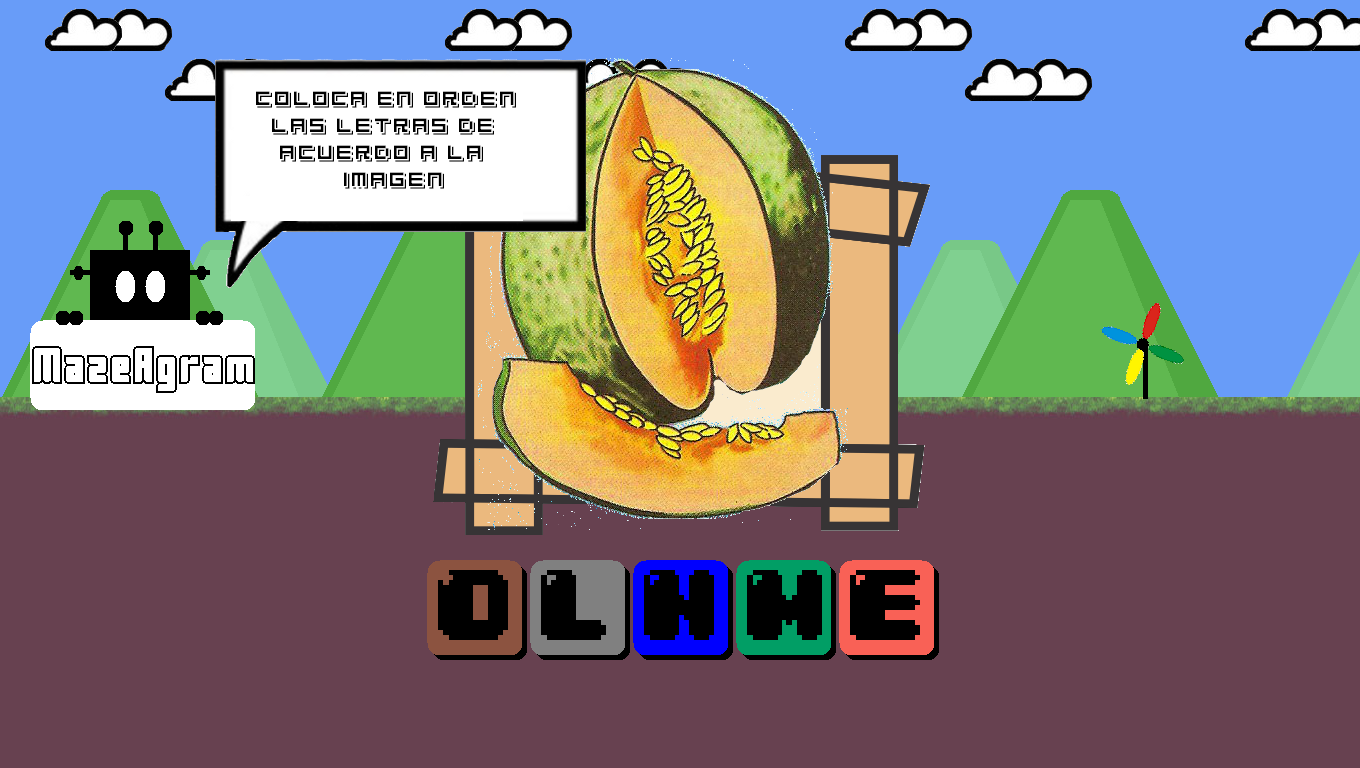 COLOCA EN ORDEN
LAS LETRAS DE
ACUERDO A LA
IMAGEN
MazeAgram
O L N M E